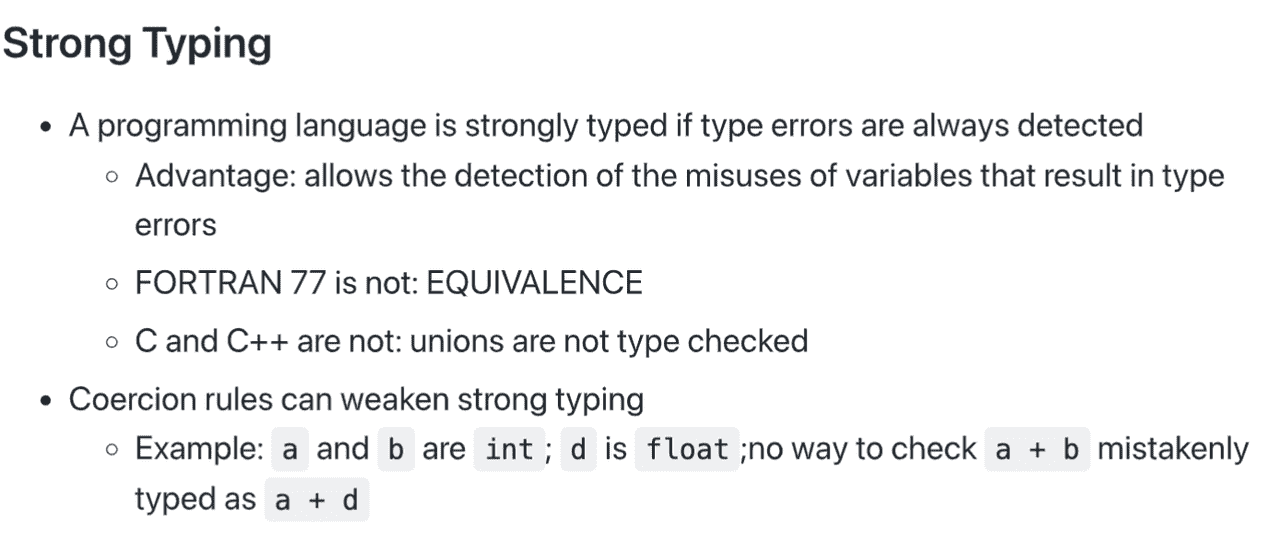 Strong Typing
• A programming language is strongly typed if type errors are always detected
◦ Advantage: allows the detection of the misuses of variables that result in type
errors
◦ FORTRAN 77 is not: EQUIVALENCE
◦ C and C++ are not: unions are not type checked
• Coercion rules can weaken strong typing
◦ Example: a and b are int; d is float;no way to check a + b mistakenly
typed as a + d